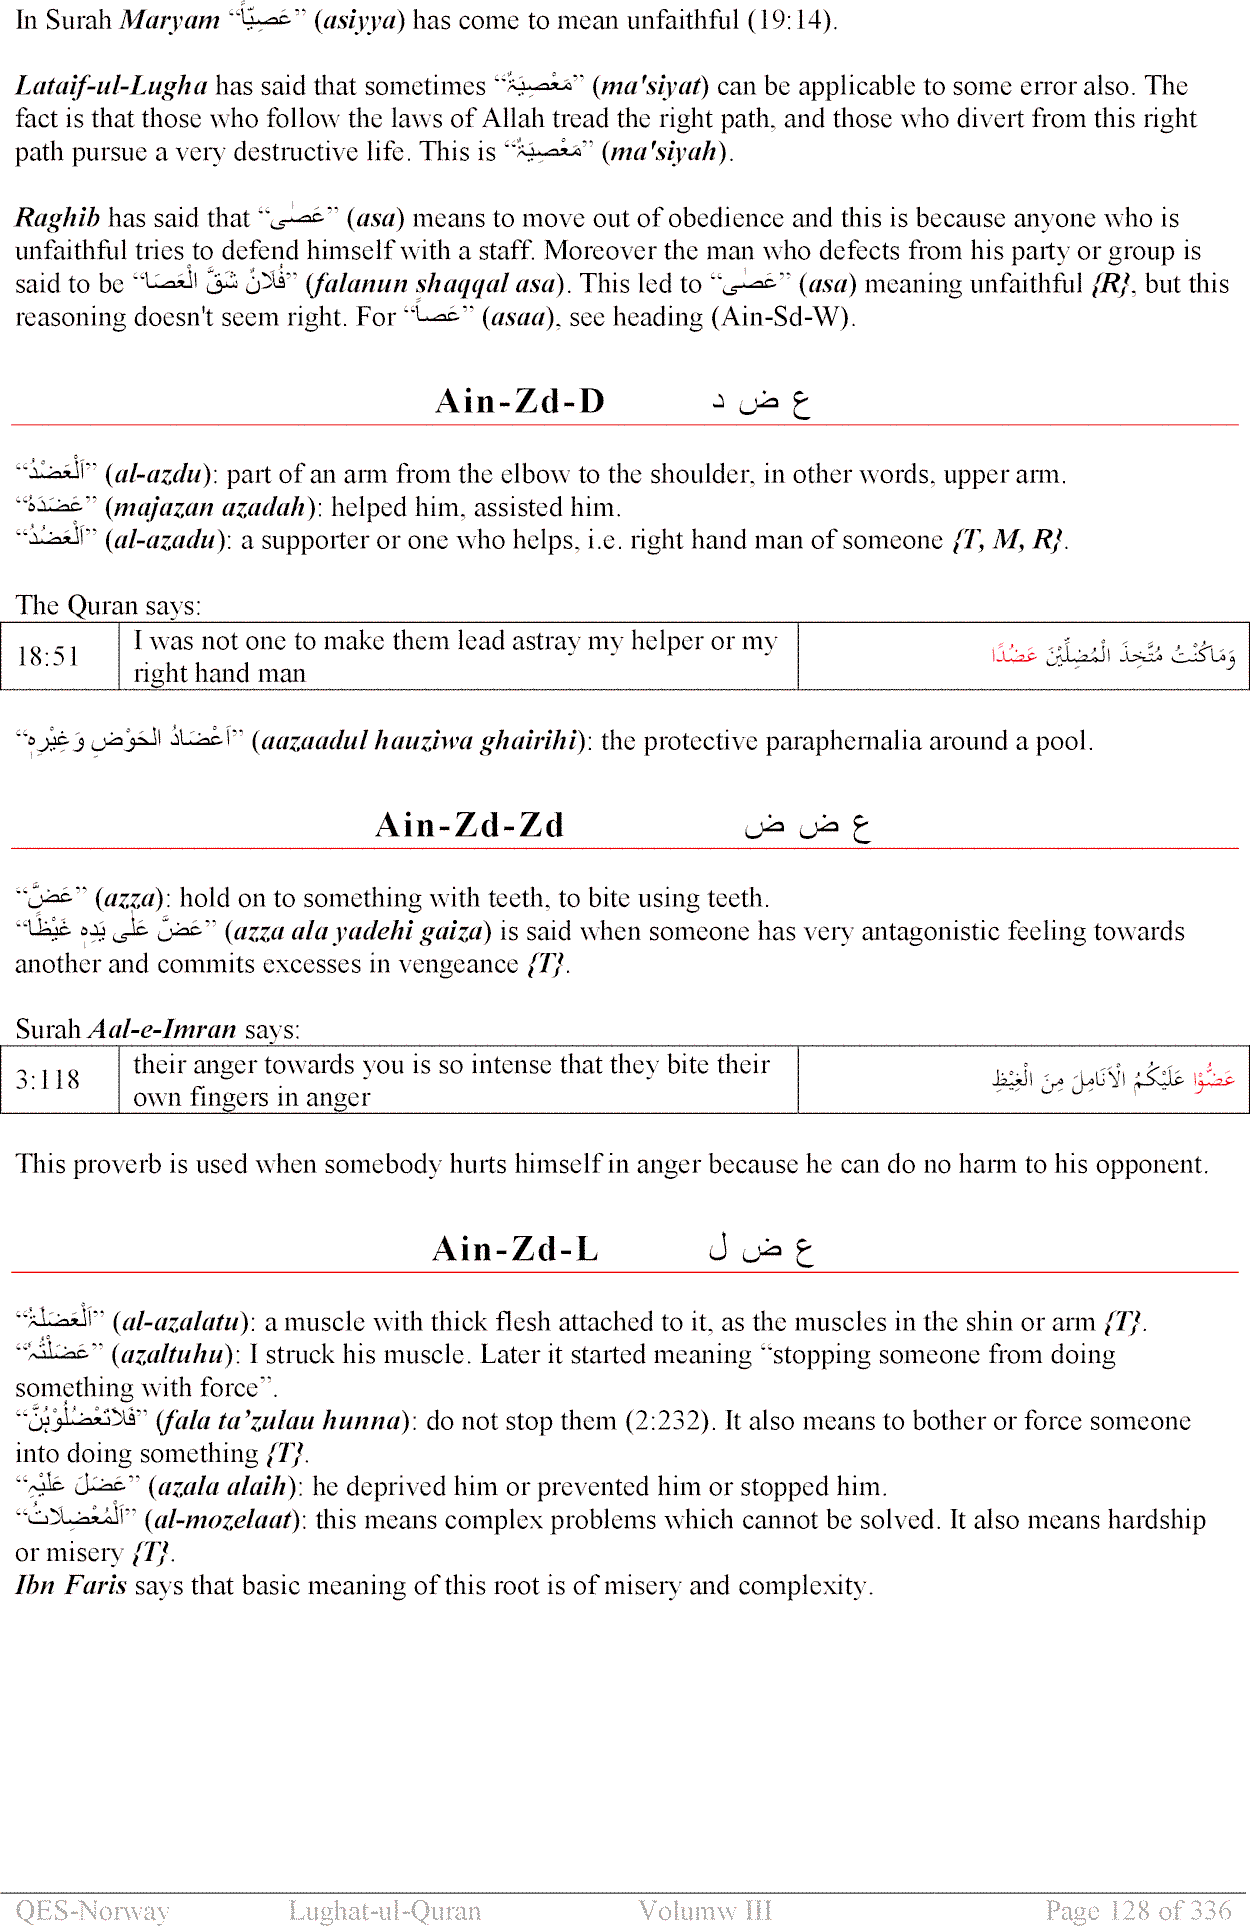 In Surah Maryam “عَصِيّاً” (asiyya) has come to mean unfaithful (19:14).
Lataif-ul-Lugha has said that sometimes “مَعْصِيَةٌ” (ma'siyat) can be applicable to some error also. The
fact is that those who follow the laws of Allah tread the right path, and those who divert from this right
path pursue a very destructive life. This is “مَعْصِيَةٌ” (ma'siyah).
Raghib has said that “عَصٰى” (asa) means to move out of obedience and this is because anyone who is
unfaithful tries to defend himself with a staff. Moreover the man who defects from his party or group is
said to be “فُلَانٌ شَقَّ الْعَصَا” (falanun shaqqal asa). This led to “عَصٰى” (asa) meaning unfaithful {R}, but this
reasoning doesn't seem right. For “عَصاً” (asaa), see heading (Ain-Sd-W).
Ain-Zd-D ع ض د
“اَلْعَضْدُ” (al-azdu): part of an arm from the elbow to the shoulder, in other words, upper arm.
“عَضَدَهٗ” (majazan azadah): helped him, assisted him.
“اَلْعَضُدُ” (al-azadu): a supporter or one who helps, i.e. right hand man of someone {T, M, R}.
The Quran says:
18:51 I was not one to make them lead astray my helper or my right hand man وَمَاكُنْتُ مُتَّخِذَ الْمُضِلِّيْنَ عَضُدًا
“اَعْضَادُ الحَوْضِ وَغِيْرِهٖ” (aazaadul hauziwa ghairihi): the protective paraphernalia around a pool.
Ain-Zd-Zd ع ض ض
“عَضَّ” (azza): hold on to something with teeth, to bite using teeth.
“عَضَّ عَلٰى يَدِهٖ غَيْظًا” (azza ala yadehi gaiza) is said when someone has very antagonistic feeling towards
another and commits excesses in vengeance {T}.
Surah Aal-e-Imran says:
3:118 their anger towards you is so intense that they bite their own fingers in anger عَضُّوْا عَلَيْكُمُ الْاَنَامِلَ مِنَ الْغِيْظِ
This proverb is used when somebody hurts himself in anger because he can do no harm to his opponent.
Ain-Zd-L ع ض ل
“اَلْعَضَلَةُ” (al-azalatu): a muscle with thick flesh attached to it, as the muscles in the shin or arm {T}.
“عَضَلْتُہٗ” (azaltuhu): I struck his muscle. Later it started meaning “stopping someone from doing
something with force”.
“فَلَاتَعْضُلُوْہُنَّ” (fala ta’zulau hunna): do not stop them (2:232). It also means to bother or force someone
into doing something {T}.
“عَضَلَ عَلَيْہِ” (azala alaih): he deprived him or prevented him or stopped him.
“اَلْمُعْضِلَاتُ” (al-mozelaat): this means complex problems which cannot be solved. It also means hardship
or misery {T}.
Ibn Faris says that basic meaning of this root is of misery and complexity.
QES-Norway Lughat-ul-Quran Volumw III Page 128 of 336